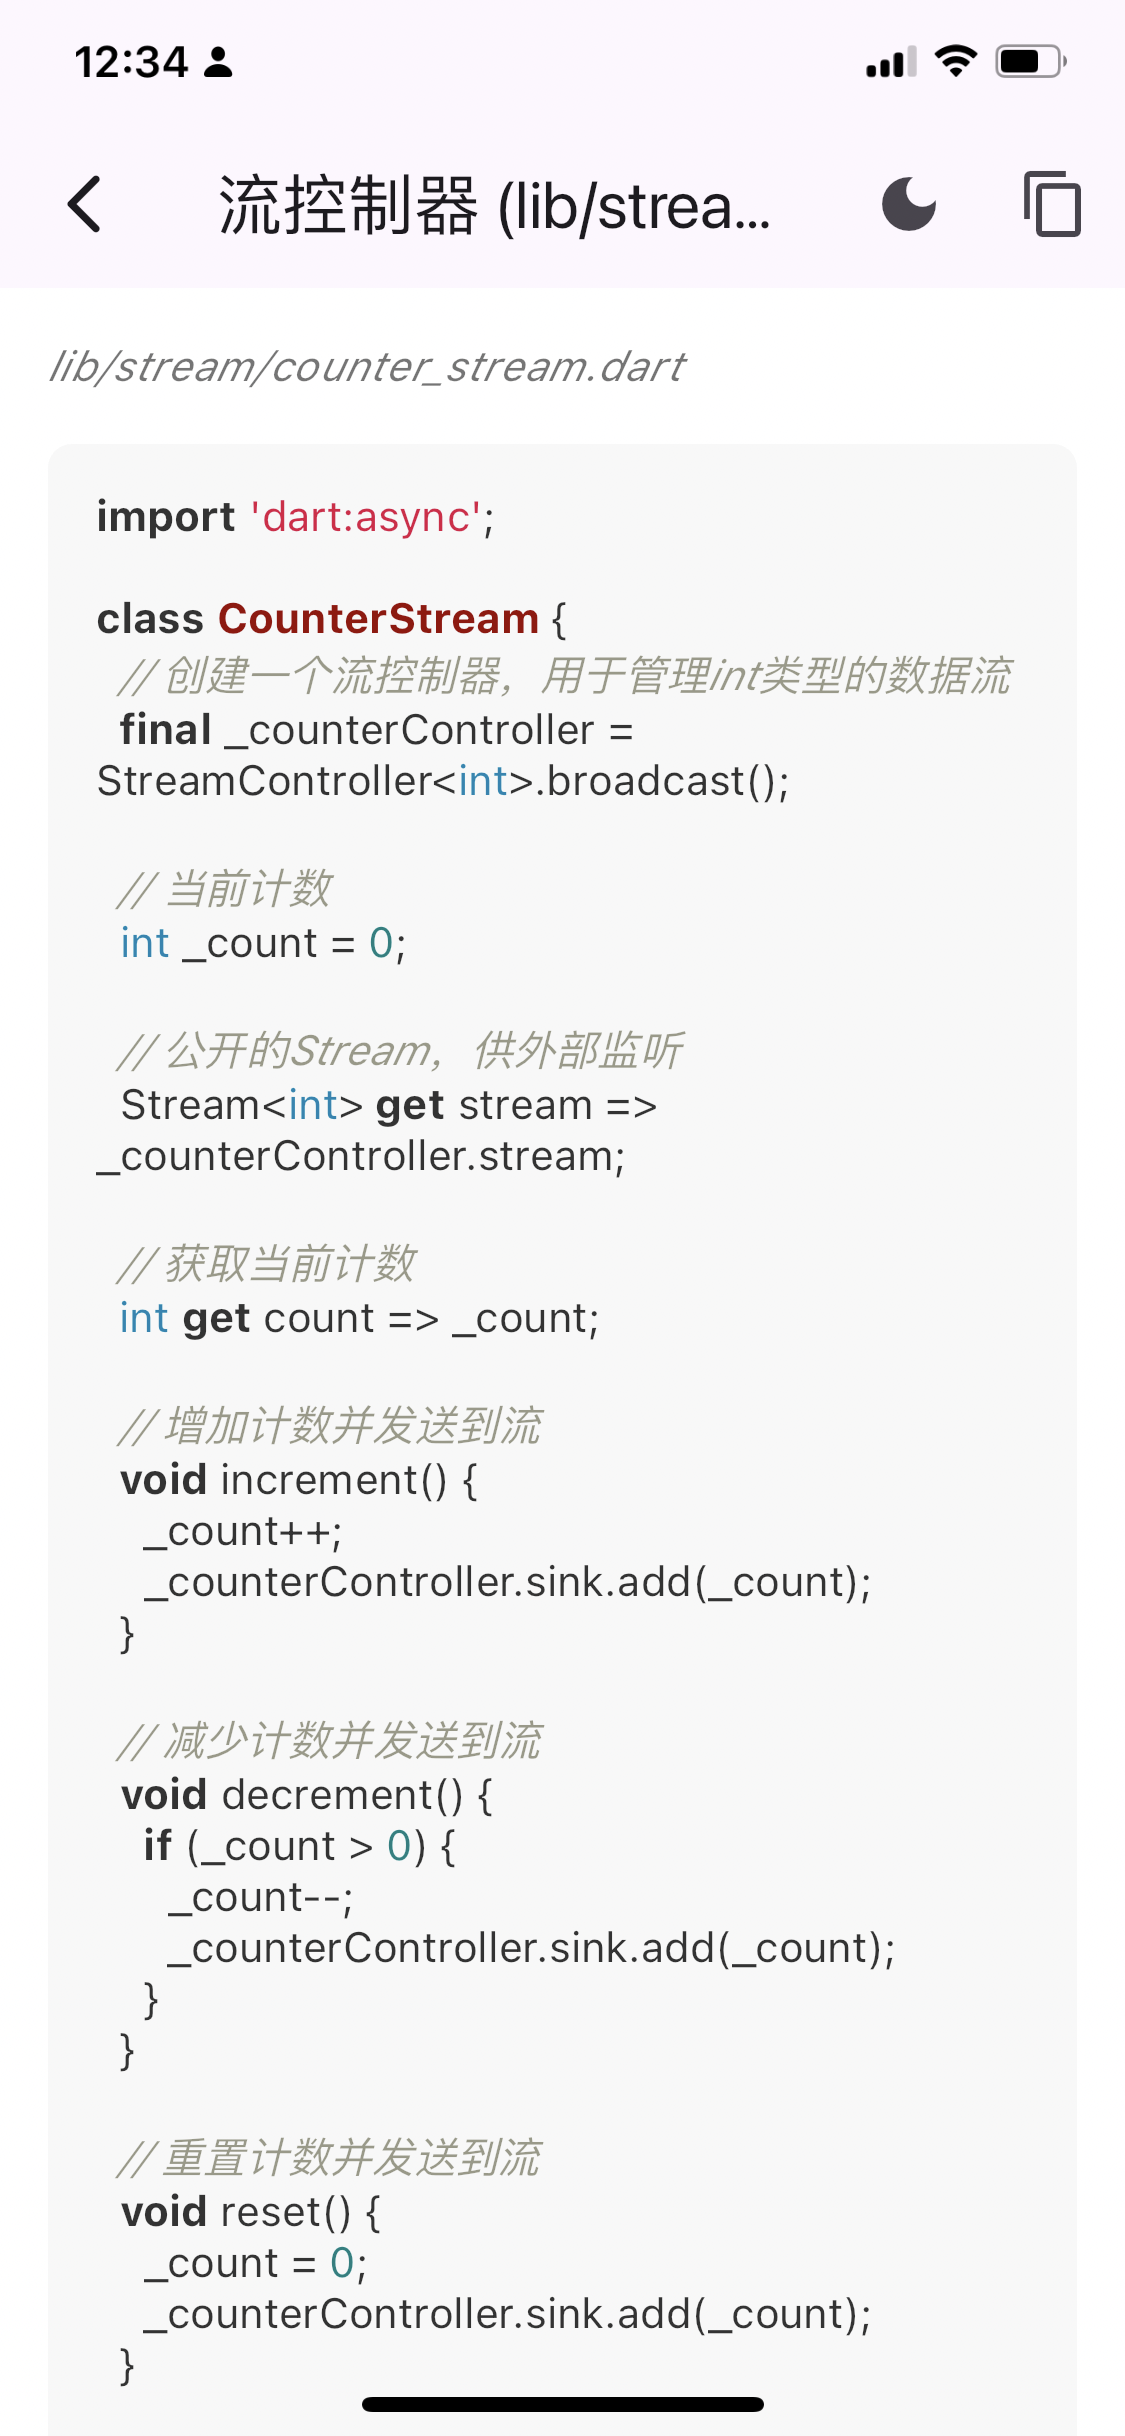 12:34
流控制器 (lib/strea...
lib/stream/counter_stream.dart
import 'dart:async';
class CounterStream {
// 创建一个流控制器，用于管理int类型的数据流
final _counterController =
StreamController<int>.broadcast();
// 当前计数
int _count = 0;
// 公开的Stream，供外部监听
Stream<int> get stream =>
_counterController.stream;
// 获取当前计数
int get count => _count;
// 增加计数并发送到流
void increment() {
_count++;
_counterController.sink.add(_count);
}
// 减少计数并发送到流
void decrement() {
if (_count > 0) {
_count--;
_counterController.sink.add(_count);
}
}
// 重置计数并发送到流
void reset() {
_count = 0;
_counterController.sink.add(_count);
}